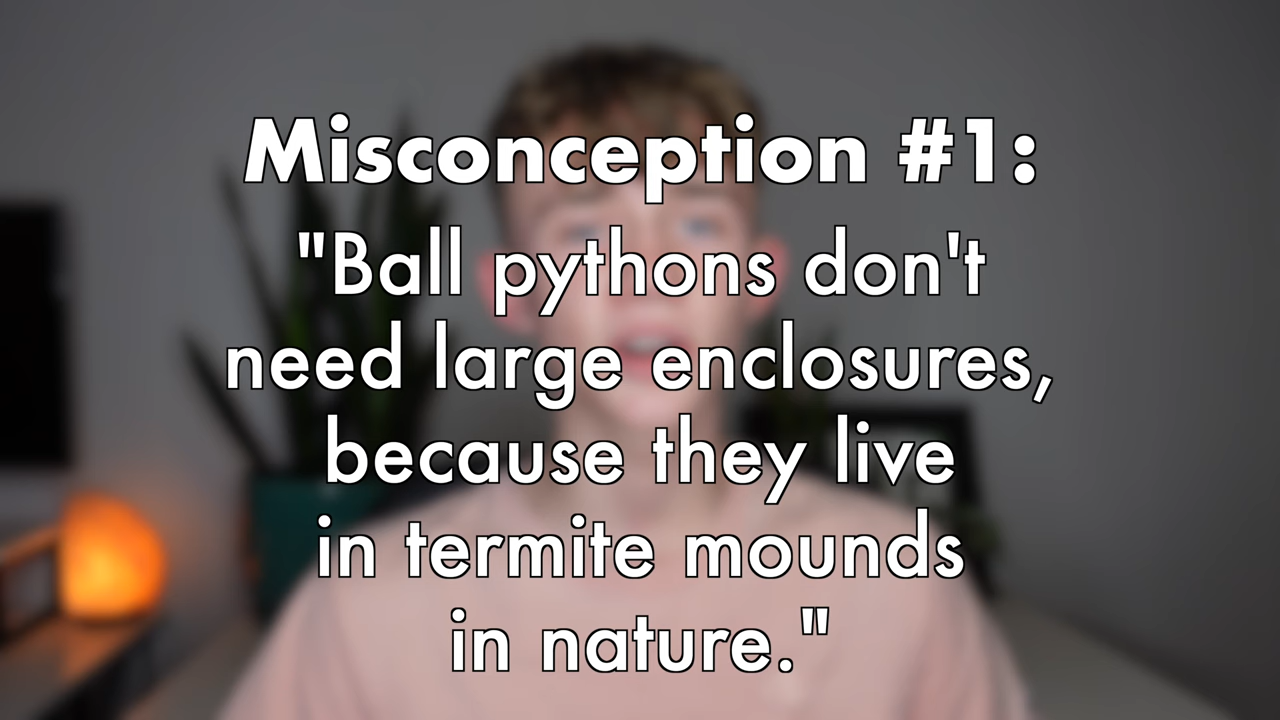 Misconception #1:
"Ball pythons don't
need large enclosures,
because they live
in termite mounds
in nature."